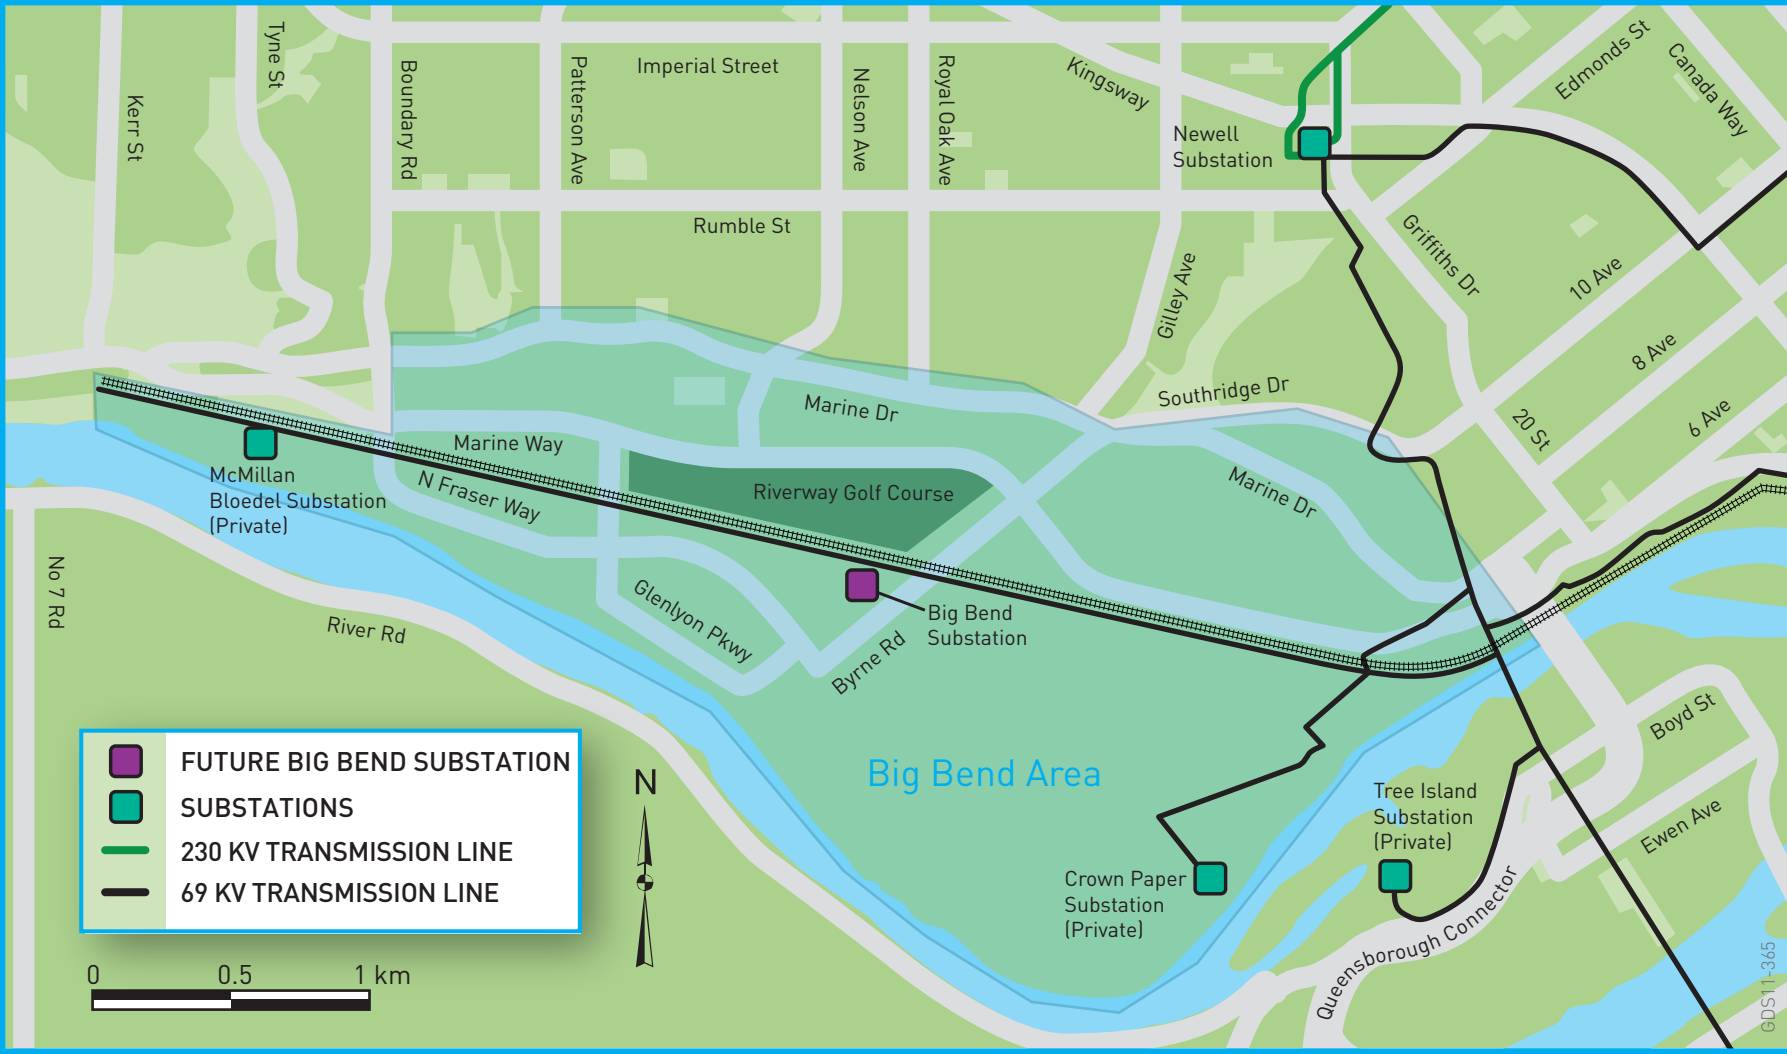 Tyne St
Kerr St
Boundary Rd
Patterson Ave
Imperial Street
Nelson Ave
Royal Oak Ave
Kingsway
Edmonds St
Canada Way
Newell
Substation
Rumble St
Gilley Ave
Griffiths Dr
10 Ave
8 Ave
6 Ave
20 St
Southridge Dr
Marine Dr
Marine Way
Marine Dr
N Fraser Way
Riverway Golf Course
McMillan
Bloedel Substation
(Private)
No 7 Rd
River Rd
Glenlyon Pkwy
Byrne Rd
Big Bend
Substation
Big Bend Area
Boyd St
Ewen Ave
Tree Island
Substation
(Private)
Crown Paper
Substation
(Private)
Queensborough Connector
FUTURE BIG BEND SUBSTATION
SUBSTATIONS
230 KV TRANSMISSION LINE
69 KV TRANSMISSION LINE
N
0 0.5 1 km
GDS11-365